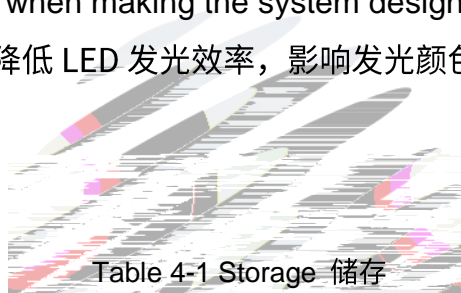 when making the system design
降低 LED 发光效率，影响发光颜色
Table 4-1 Storage 储存